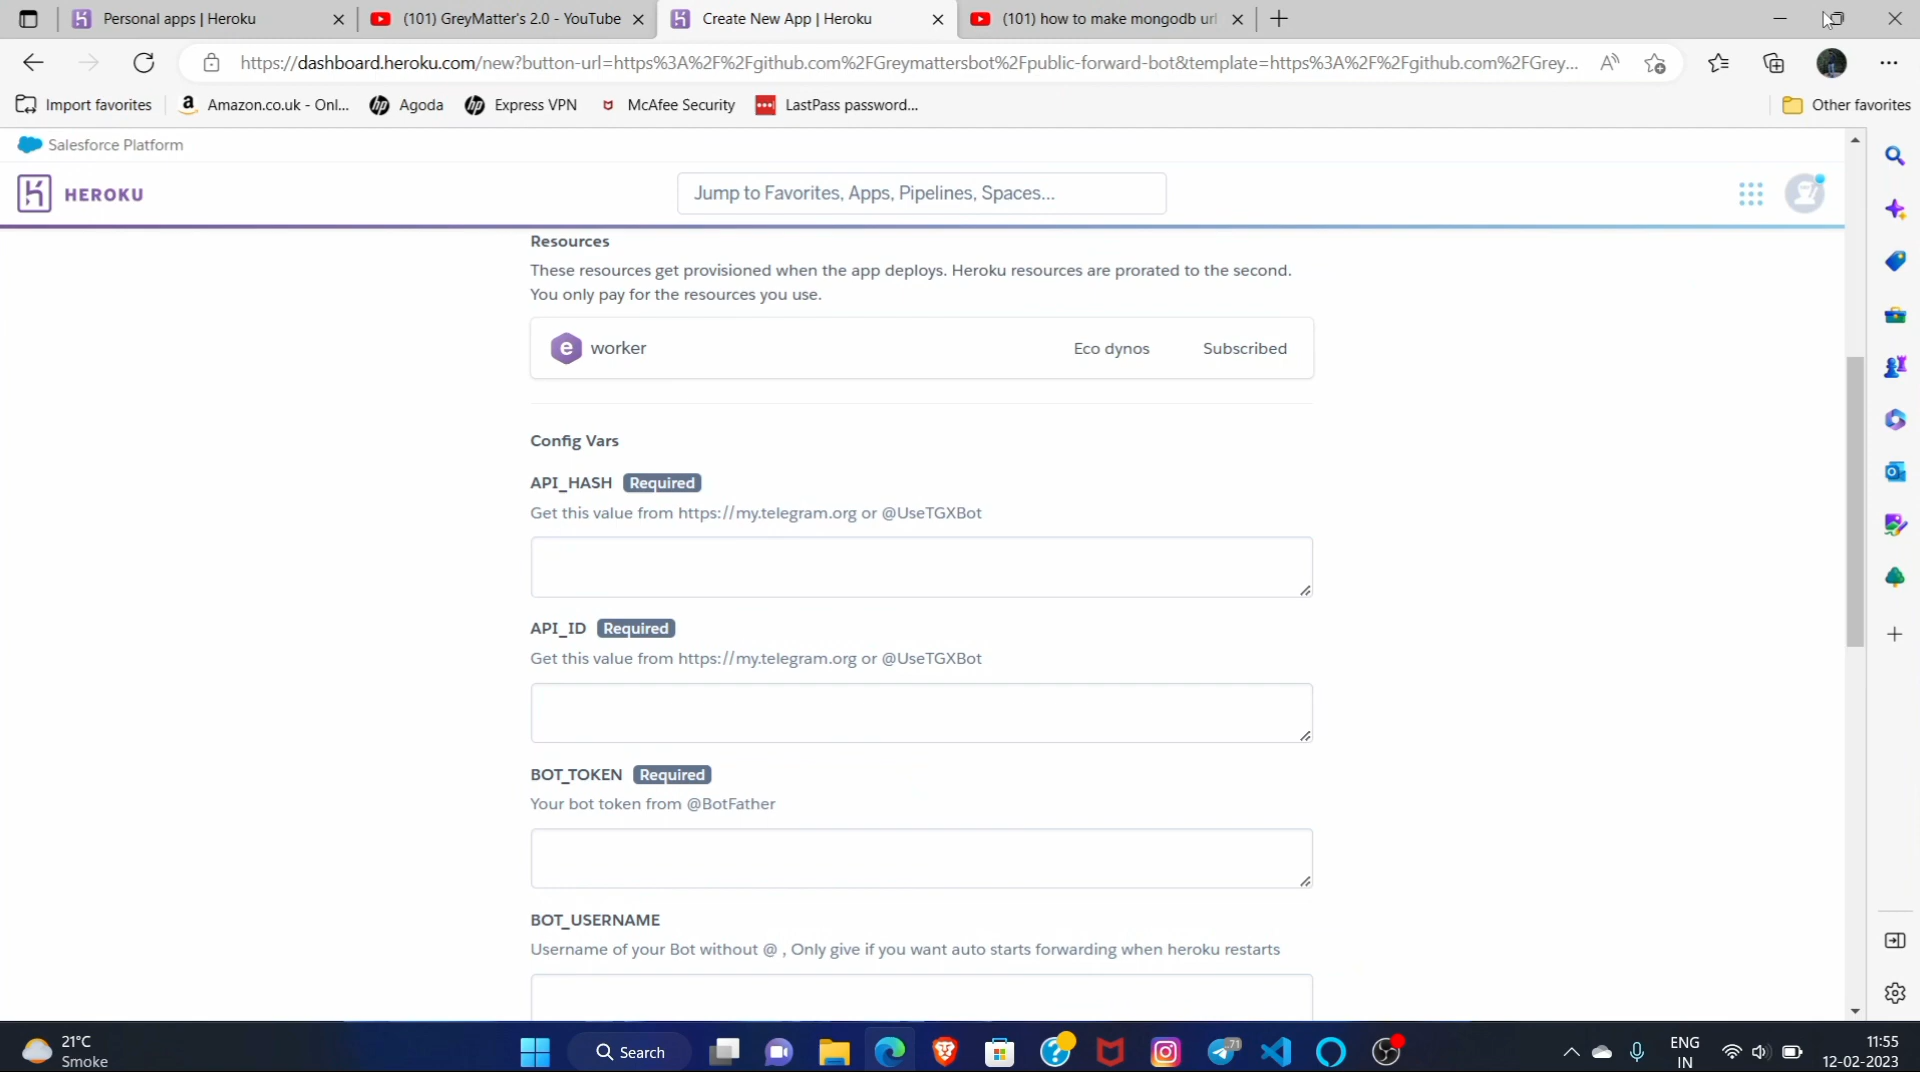 Personal apps | Heroku
(101) GreyMatter's 2.0 - YouTube
Create New App | Heroku
(101) how to make mongodb url
https://dashboard.heroku.com/new?button-url=https%3A%2F%2Fgithub.com%2FGreymattersbot%2Fpublic-forward-bot&template=https%3A%2F%2Fgithub.com%2FGrey...
Import favorites
Amazon.co.uk - Onl...
Agoda
Express VPN
McAfee Security
LastPass password...
Other favorites
Salesforce Platform
HEROKU
Jump to Favorites, Apps, Pipelines, Spaces...
Resources
These resources get provisioned when the app deploys. Heroku resources are prorated to the second.
You only pay for the resources you use.
e worker Eco dynos Subscribed
Config Vars
API_HASH Required
Get this value from https://my.telegram.org or @UseTGXBot
API_ID Required
Get this value from https://my.telegram.org or @UseTGXBot
BOT_TOKEN Required
Your bot token from @BotFather
BOT_USERNAME
Username of your Bot without @ , Only give if you want auto starts forwarding when heroku restarts
21°C
Smoke
Search
71
ENG
IN
11:55
12-02-2023